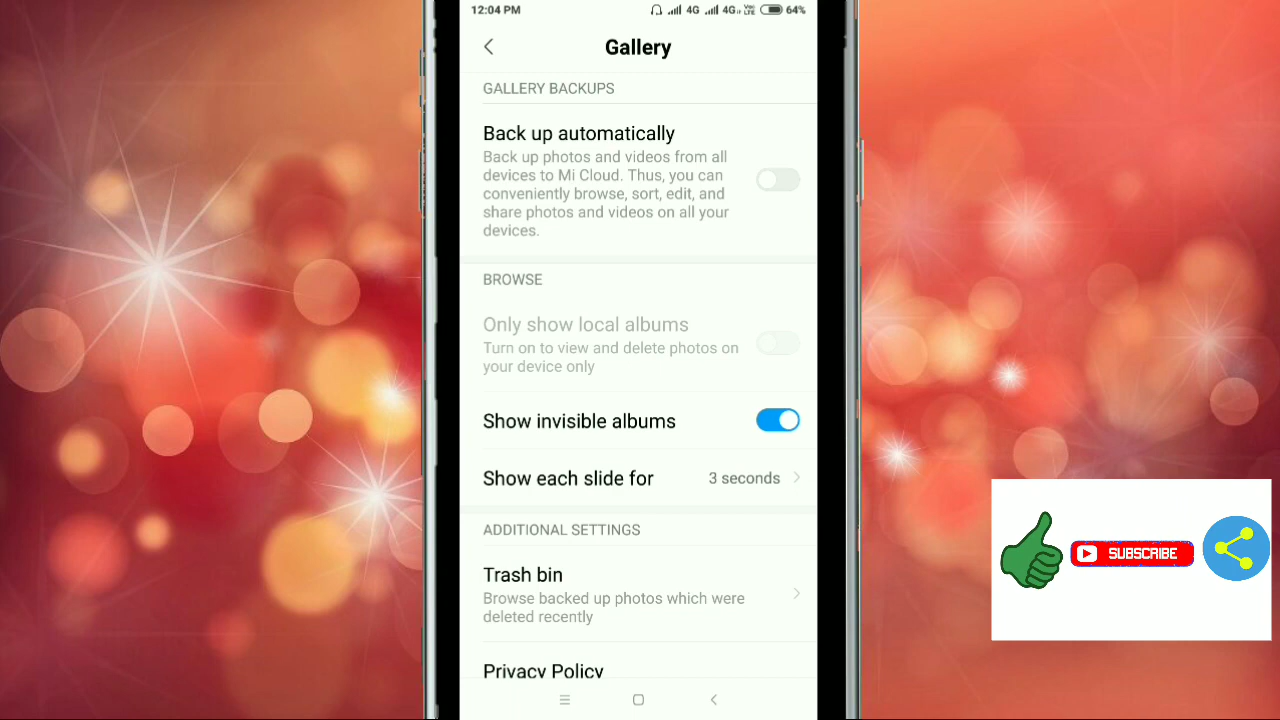 12:04 PM 4G 4G VoLTE 64%
Gallery
GALLERY BACKUPS
Back up automatically
Back up photos and videos from all
devices to Mi Cloud. Thus, you can
conveniently browse, sort, edit, and
share photos and videos on all your
devices.
BROWSE
Only show local albums
Turn on to view and delete photos on
your device only
Show invisible albums
Show each slide for 3 seconds
ADDITIONAL SETTINGS
Trash bin
Browse backed up photos which were
deleted recently
Privacy Policy
SUBSCRIBE